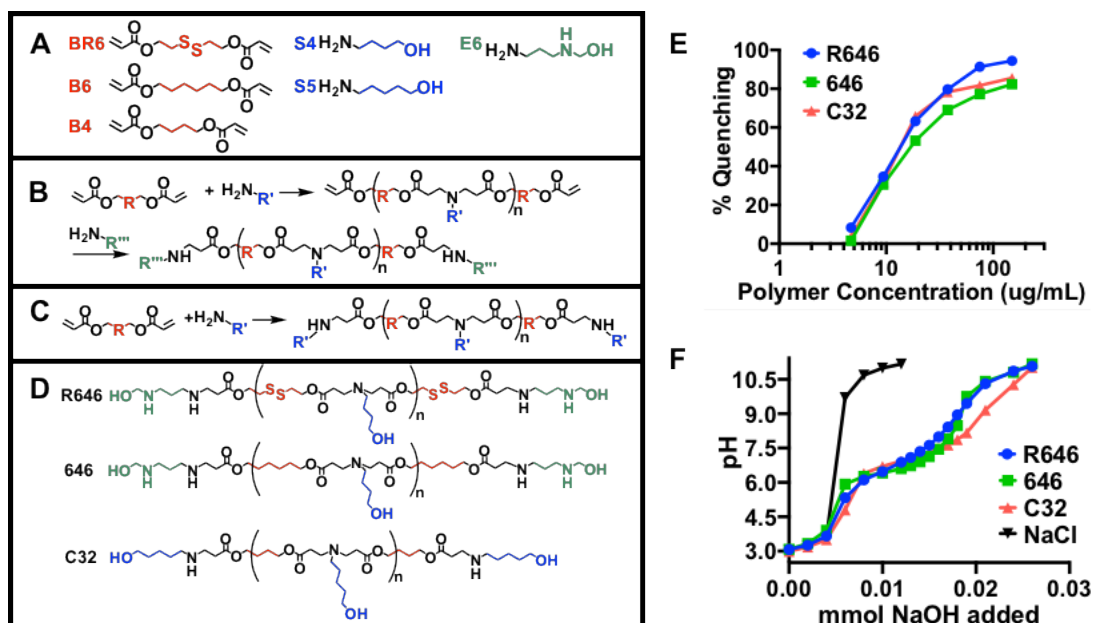 A
BR6
O
O
S
S
O
O
S4 H₂N
OH
E6 H₂N
H
N
OH
B6
O
O
O
O
S5 H₂N
OH
B4
O
O
O
O
B
O
O
R
O
O
+ H₂N
R'
O
O
R
O
O
N
R'
O
O
n
R
O
O
H₂N
R'''
R'''
NH
O
O
R
O
O
N
R'
O
O
n
R
O
O
HN
R'''
C
O
O
R
O
O
+H₂N
R'
R'
HN
O
O
R
O
O
N
R'
O
O
n
R
O
O
NH
R'
D
R646
HO
N
H
N
H
O
O
S
S
O
O
N
OH
O
O
n
S
S
O
O
N
H
N
H
OH
646
HO
N
H
N
H
O
O
O
O
N
OH
O
O
n
O
O
N
H
N
H
OH
C32
HO
N
H
O
O
O
O
N
OH
O
O
n
O
O
N
H
OH
E
% Quenching
100
80
60
40
20
0
R646
646
C32
1
10
100
Polymer Concentration (ug/mL)
F
pH
10.5
9.0
7.5
6.0
4.5
3.0
R646
646
C32
NaCl
0.00
0.01
0.02
0.03
mmol NaOH added